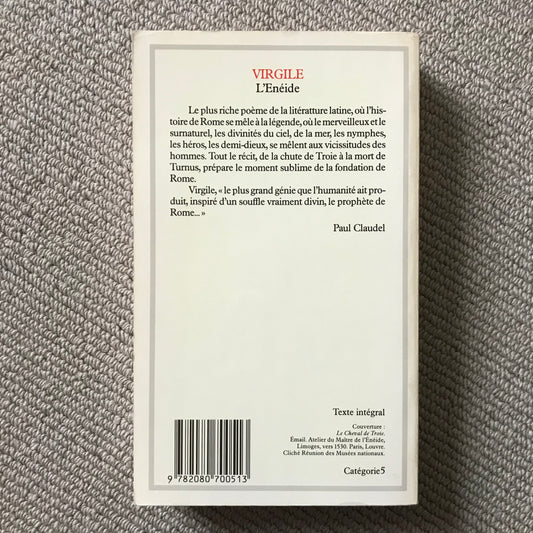 VIRGILE
L'Enéide
Le plus riche poème de la littératture latine, où l'his-
toire de Rome se mêle à la légende, où le merveilleux et le
surnaturel, les divinités du ciel, de la mer, les nymphes,
les héros, les demi-dieux, se mêlent aux vicissitudes des
hommes. Tout le récit, de la chute de Troie à la mort de
Turnus, prépare le moment sublime de la fondation de
Rome.
Virgile, « le plus grand génie que l'humanité ait pro-
duit, inspiré d'un souffle vraiment divin, le prophète de
Rome... »
Paul Claudel
Texte intégral
Couverture :
Le Cheval de Troie.
Émail. Atelier du Maître de l'Énéide,
Limoges, vers 1530. Paris, Louvre.
Cliché Réunion des Musées nationaux.
Catégorie 5
9 782080 700513